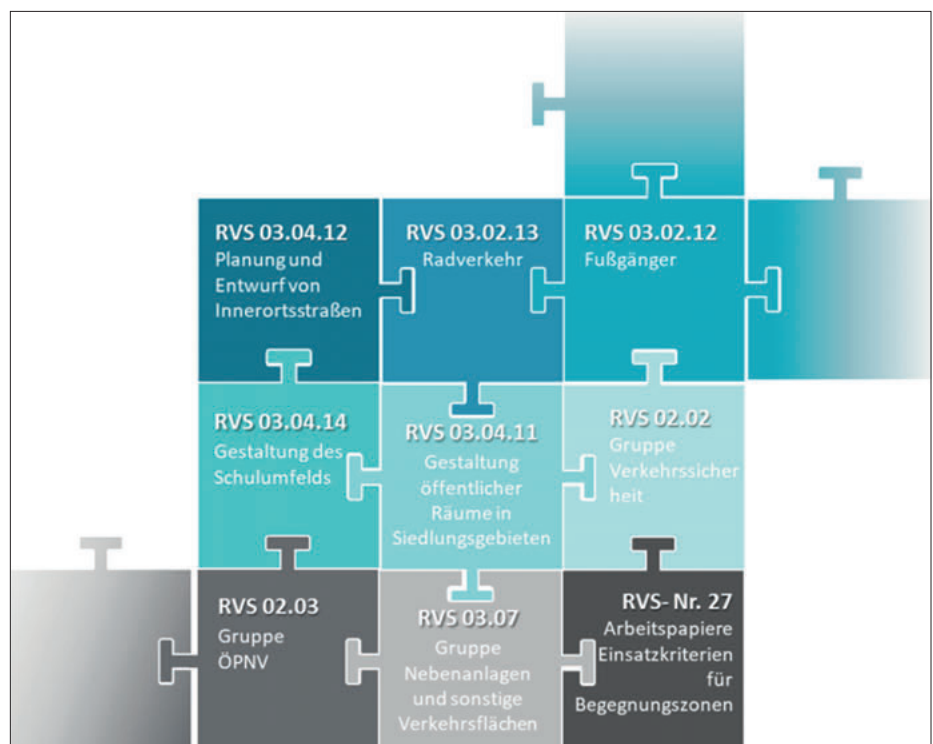 RVS 03.04.12
Planung und
Entwurf von
Innerortsstraßen
RVS 03.02.13
Radverkehr
RVS 03.02.12
Fußgänger
RVS 03.04.14
Gestaltung des
Schulumfelds
RVS 03.04.11
Gestaltung
öffentlicher
Räume in
Siedlungsgebieten
RVS 02.02
Gruppe
Verkehrssicher
heit
RVS 02.03
Gruppe
ÖPNV
RVS 03.07
Gruppe
Nebenanlagen
und sonstige
Verkehrsflächen
RVS- Nr. 27
Arbeitspapiere
Einsatzkriterien
für
Begegnungszonen